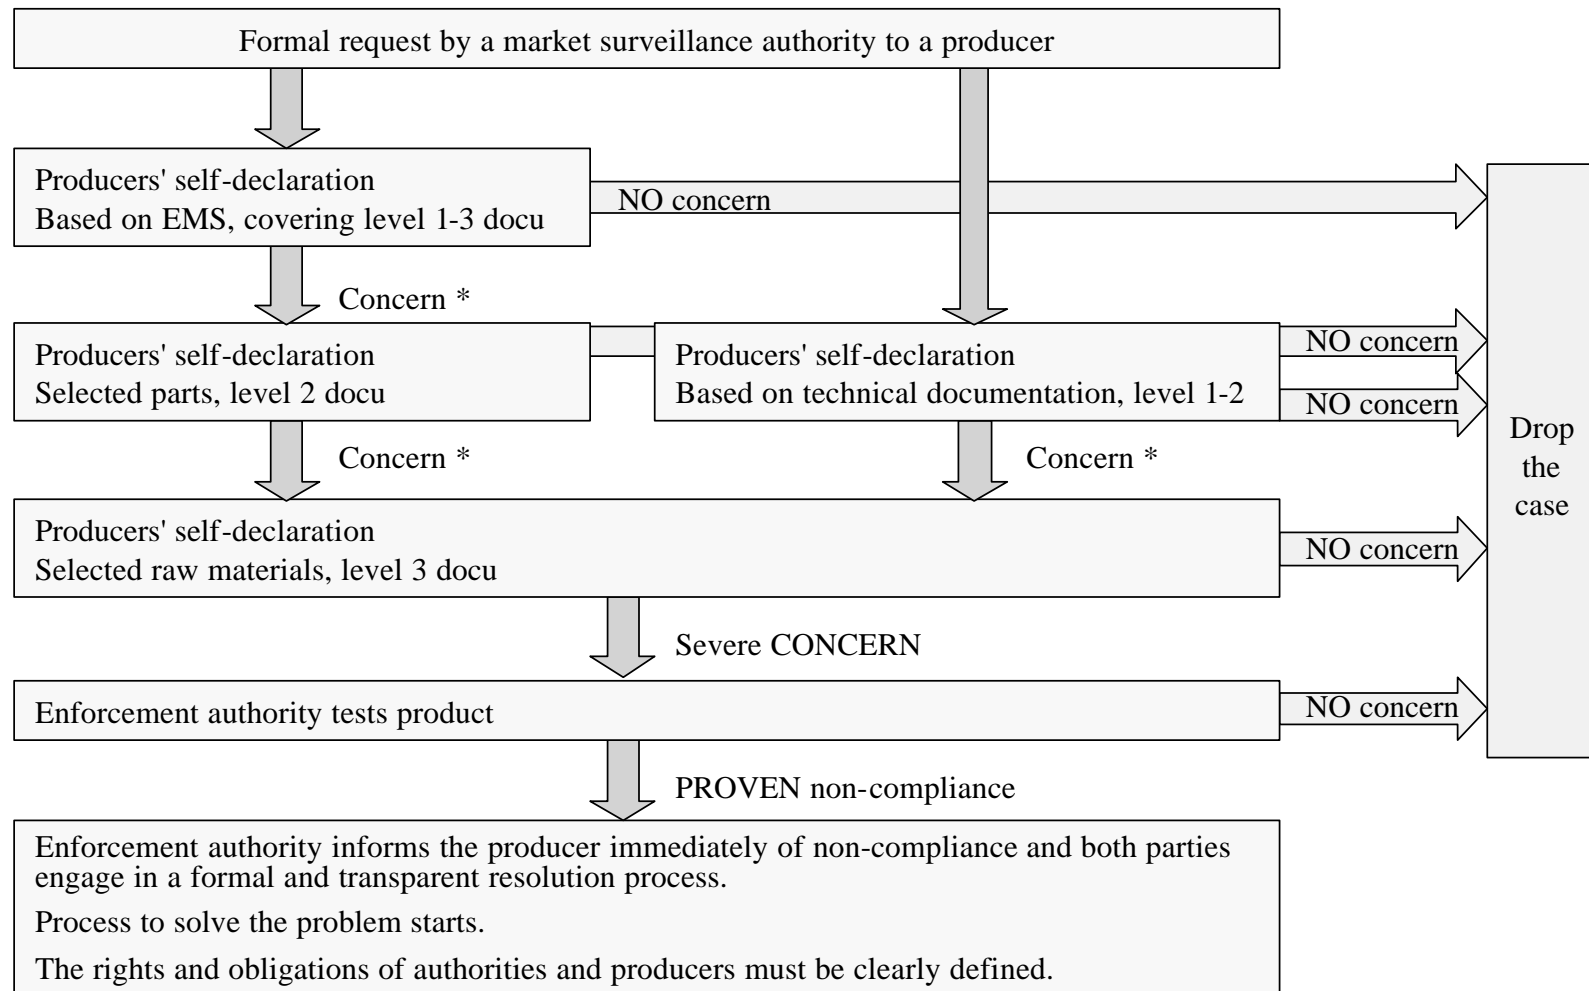 Formal request by a market surveillance authority to a producer
Producers' self-declaration
Based on EMS, covering level 1-3 docu
NO concern
Concern *
Producers' self-declaration
Selected parts, level 2 docu
Producers' self-declaration
Based on technical documentation, level 1-2
NO concern
NO concern
Drop
the
case
Concern *
Concern *
Producers' self-declaration
Selected raw materials, level 3 docu
NO concern
Severe CONCERN
Enforcement authority tests product
NO concern
PROVEN non-compliance
Enforcement authority informs the producer immediately of non-compliance and both parties
engage in a formal and transparent resolution process.
Process to solve the problem starts.
The rights and obligations of authorities and producers must be clearly defined.